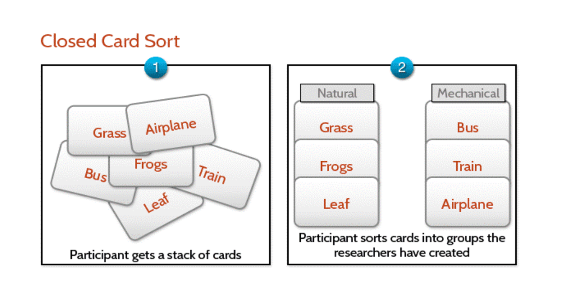 Closed Card Sort
1
Grass
Airplane
Bus
Frogs
Train
Leaf
Participant gets a stack of cards
2
Natural
Mechanical
Grass
Bus
Frogs
Train
Leaf
Airplane
Participant sorts cards into groups the
researchers have created